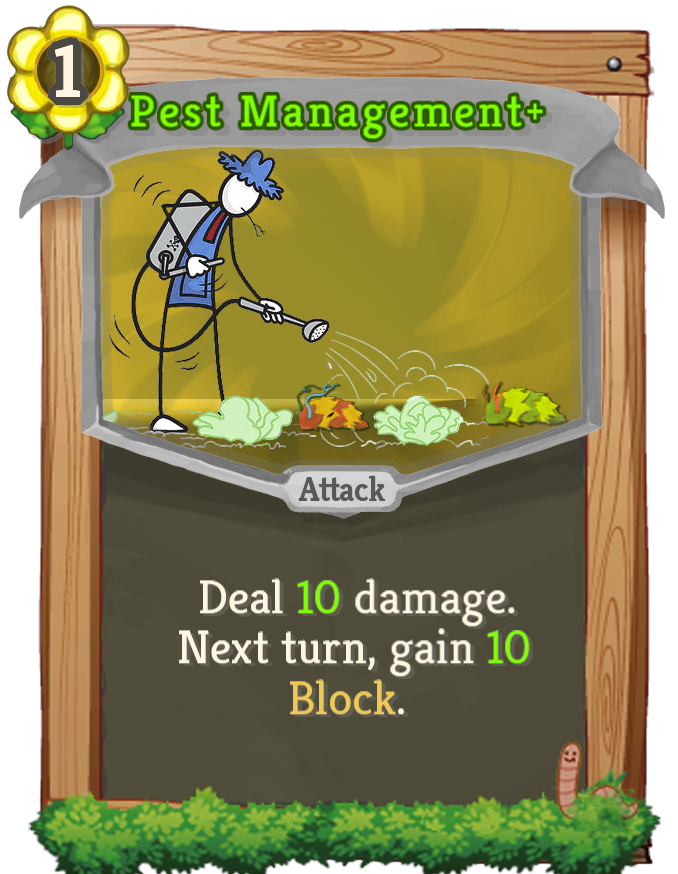 1
Pest Management+
Attack
Deal 10 damage.
Next turn, gain 10
Block.